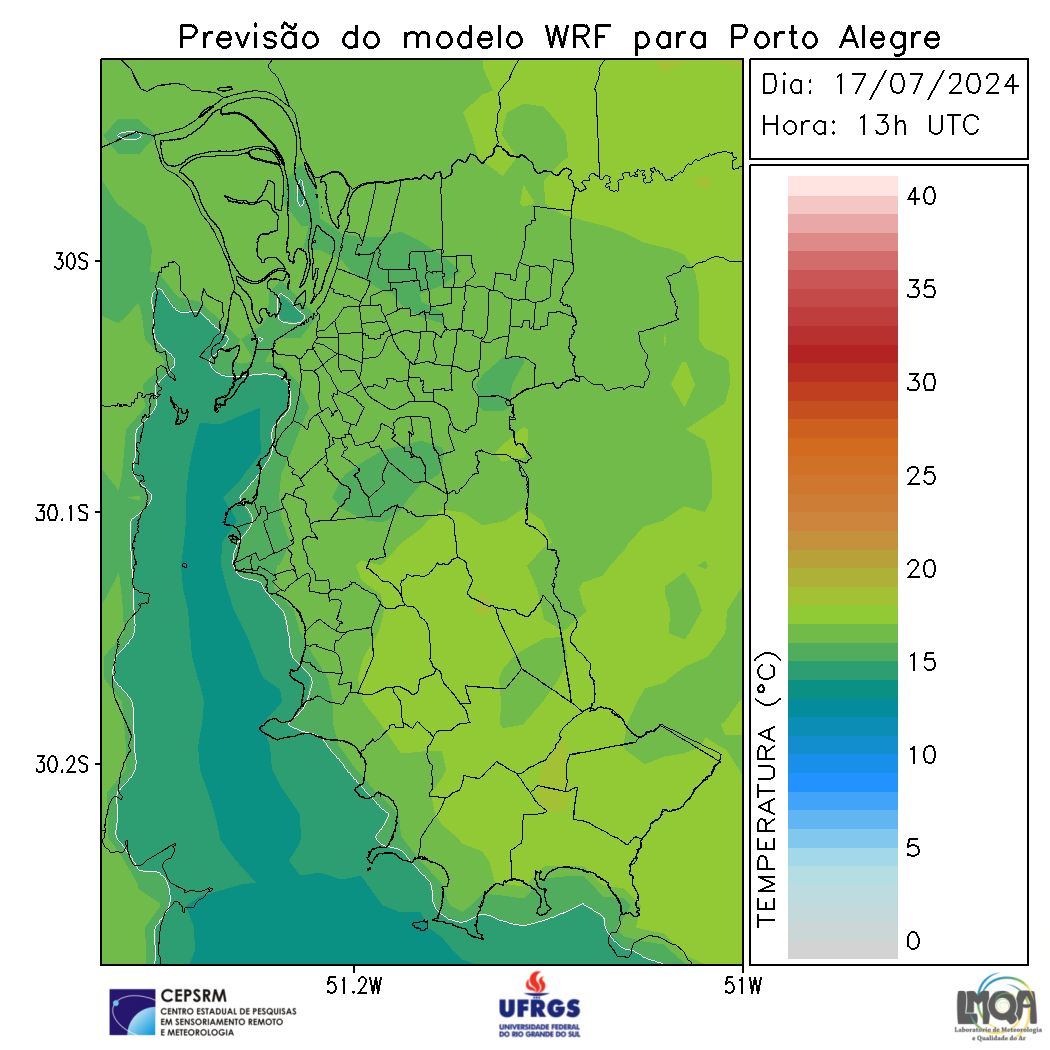 Previsão do modelo WRF para Porto Alegre
Dia: 17/07/2024
Hora: 13h UTC
30S
30.1S
30.2S
51.2W
51W
TEMPERATURA (°C)
40
35
30
25
20
15
10
5
0
CEPSRM
CENTRO ESTADUAL DE PESQUISAS
EM SENSORIAMENTO REMOTO
E METEOROLOGIA
UFRGS
UNIVERSIDADE FEDERAL
DO RIO GRANDE DO SUL
LMQA
Laboratório de Meteorologia
e Qualidade do Ar